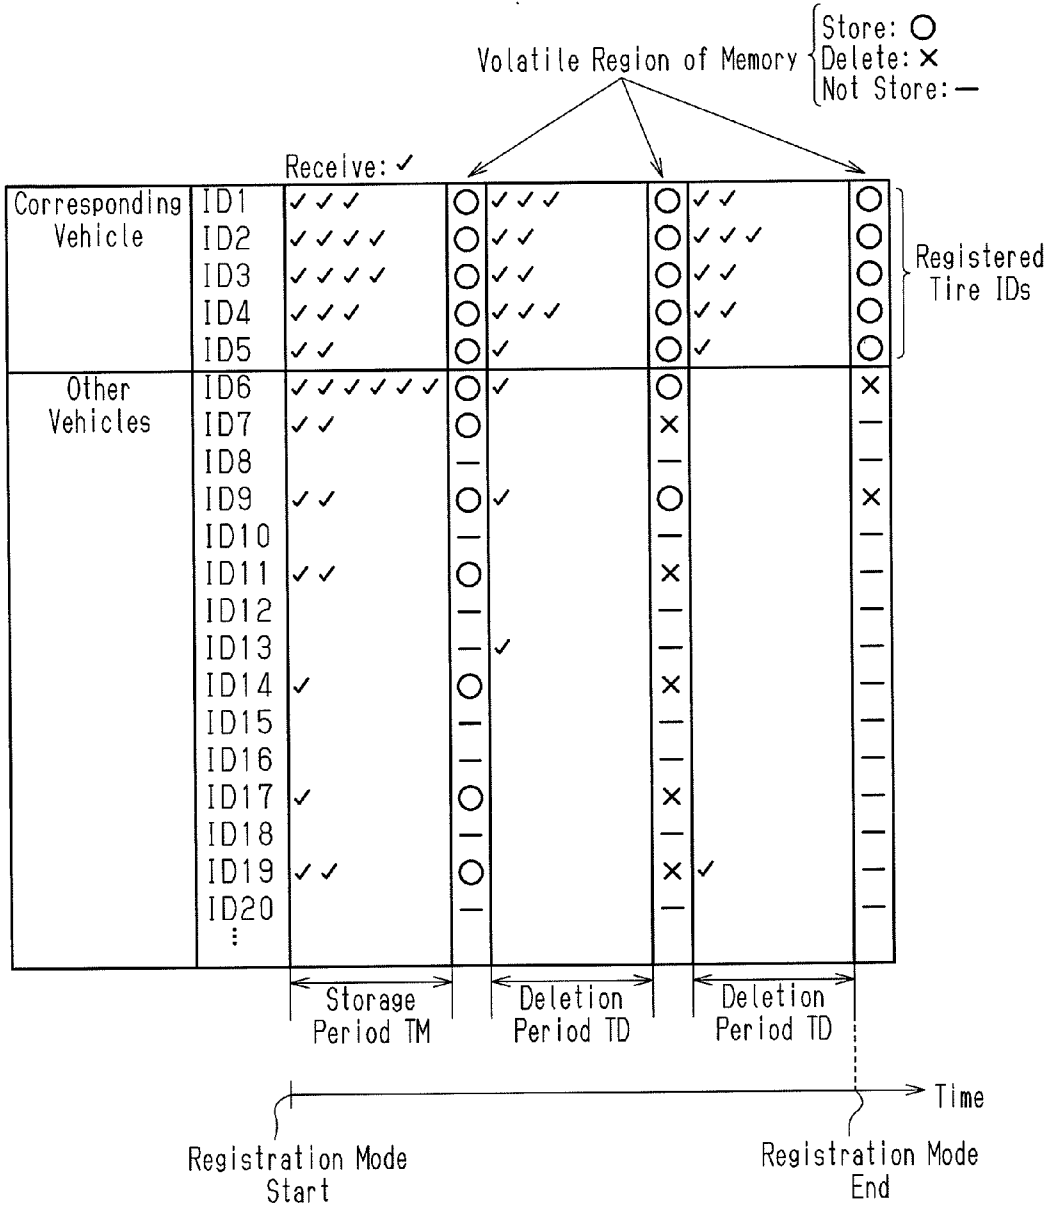 Volatile Region of Memory
Store: ○
Delete: ×
Not Store: —
Receive: ✓
Corresponding
Vehicle
ID1 ✓ ✓ ✓ ○ ✓ ✓ ✓ ○ ✓ ✓ ○
ID2 ✓ ✓ ✓ ✓ ○ ✓ ✓ ○ ✓ ✓ ✓ ○
ID3 ✓ ✓ ✓ ✓ ○ ✓ ✓ ○ ✓ ✓ ○
ID4 ✓ ✓ ✓ ○ ✓ ✓ ✓ ○ ✓ ✓ ○
ID5 ✓ ✓ ○ ✓ ○ ✓ ○
Registered
Tire IDs
Other
Vehicles
ID6 ✓ ✓ ✓ ✓ ✓ ✓ ○ ✓ ○ ×
ID7 ✓ ✓ ○ × —
ID8 — — —
ID9 ✓ ✓ ○ ✓ ○ ×
ID10 — — —
ID11 ✓ ✓ ○ × —
ID12 — — —
ID13 — ✓ — —
ID14 ✓ ○ × —
ID15 — — —
ID16 — — —
ID17 ✓ ○ × —
ID18 — — —
ID19 ✓ ✓ ○ × ✓ —
ID20 — — —
⋮
Storage
Period TM
Deletion
Period TD
Deletion
Period TD
Time
Registration Mode
Start
Registration Mode
End